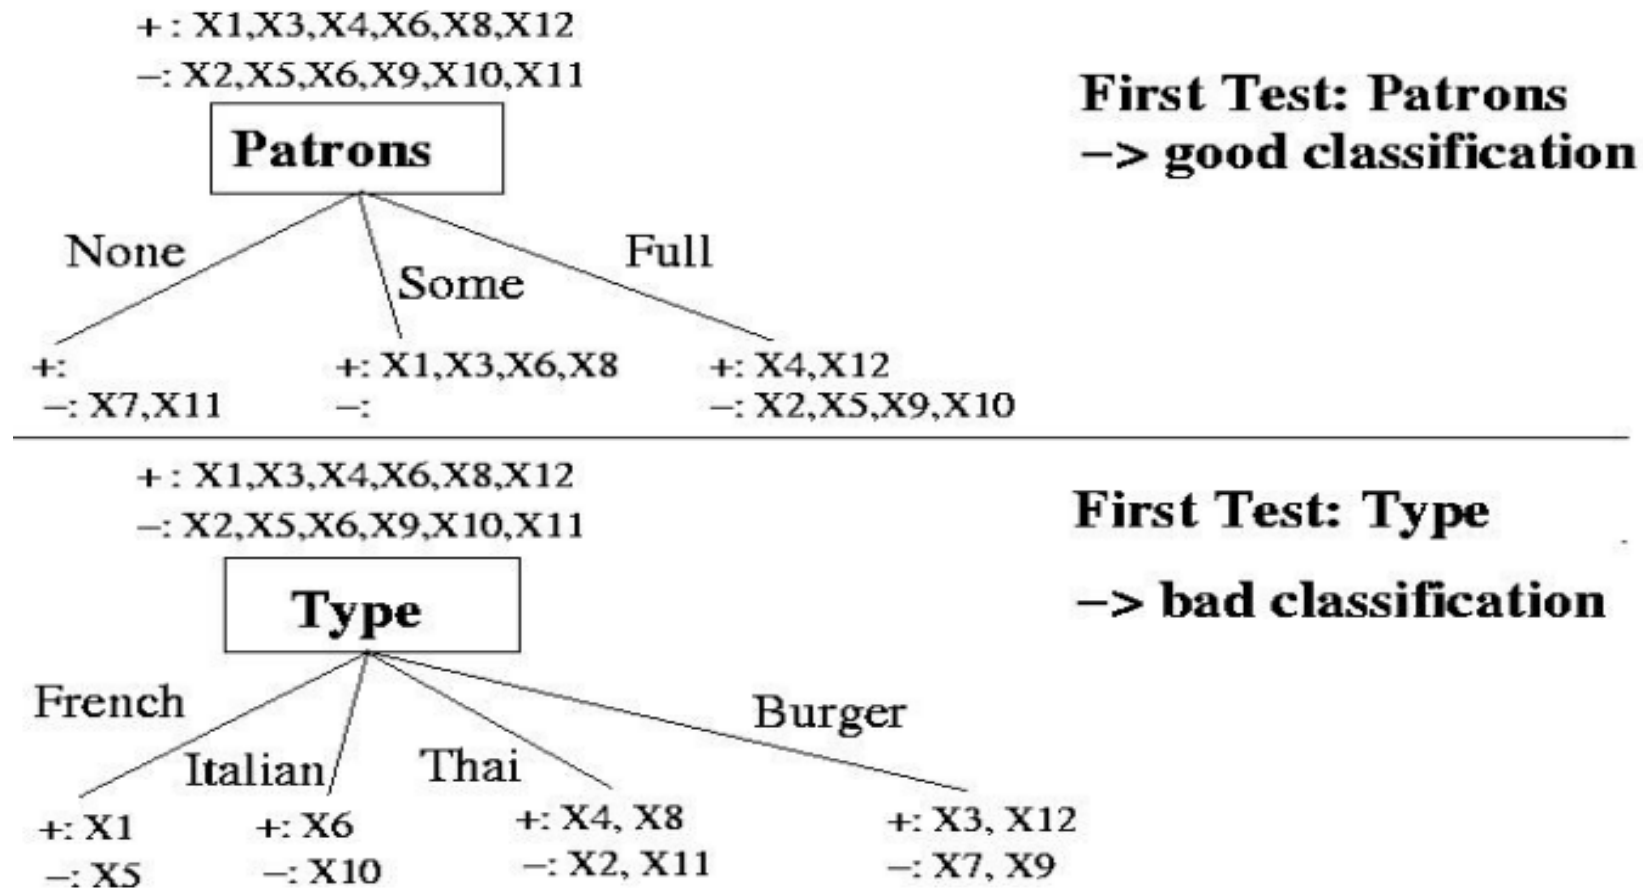 + : X1,X3,X4,X6,X8,X12
–: X2,X5,X6,X9,X10,X11
Patrons
First Test: Patrons
–> good classification
None
Some
Full
+:
–: X7,X11
+: X1,X3,X6,X8
–:
+: X4,X12
–: X2,X5,X9,X10
+ : X1,X3,X4,X6,X8,X12
–: X2,X5,X6,X9,X10,X11
Type
First Test: Type
–> bad classification
French
Italian
Thai
Burger
+: X1
–: X5
+: X6
–: X10
+: X4, X8
–: X2, X11
+: X3, X12
–: X7, X9